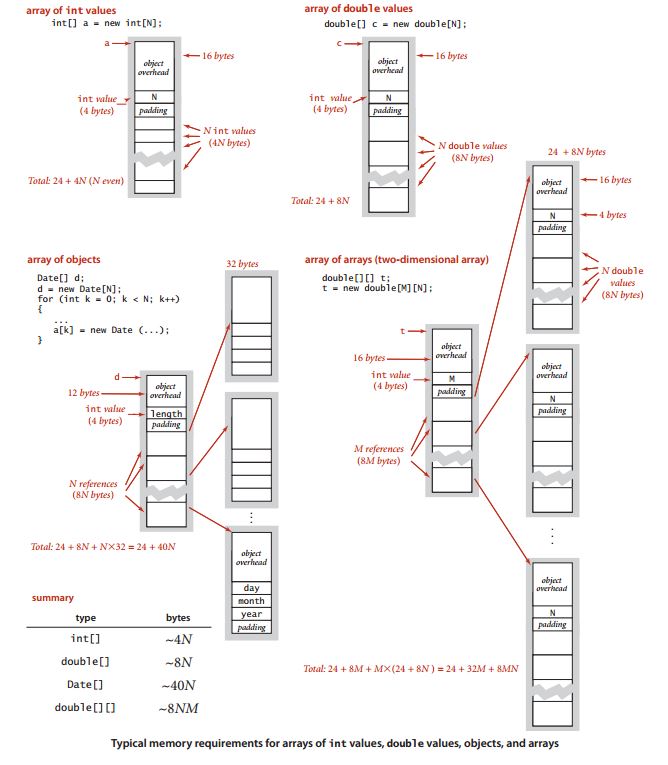 array of int values
int[] a = new int[N];
a
16 bytes
object
overhead
int value
(4 bytes)
N
padding
N int values
(4N bytes)
Total: 24 + 4N (N even)
array of double values
double[] c = new double[N];
c
16 bytes
object
overhead
int value
(4 bytes)
N
padding
N double values
(8N bytes)
Total: 24 + 8N
array of objects
Date[] d;
d = new Date[N];
for (int k = 0; k < N; k++)
{
...
a[k] = new Date (...);
}
32 bytes
d
12 bytes
object
overhead
int value
(4 bytes)
length
padding
N references
(8N bytes)
⋮
object
overhead
day
month
year
padding
Total: 24 + 8N + N×32 = 24 + 40N
array of arrays (two-dimensional array)
double[][] t;
t = new double[M][N];
t
16 bytes
object
overhead
int value
(4 bytes)
M
padding
M references
(8M bytes)
24 + 8N bytes
object
overhead
16 bytes
N
4 bytes
padding
N double
values
(8N bytes)
object
overhead
N
padding
⋮
object
overhead
N
padding
Total: 24 + 8M + M×(24 + 8N ) = 24 + 32M + 8MN
summary
type bytes
int[] ~4N
double[] ~8N
Date[] ~40N
double[][] ~8NM
Typical memory requirements for arrays of int values, double values, objects, and arrays